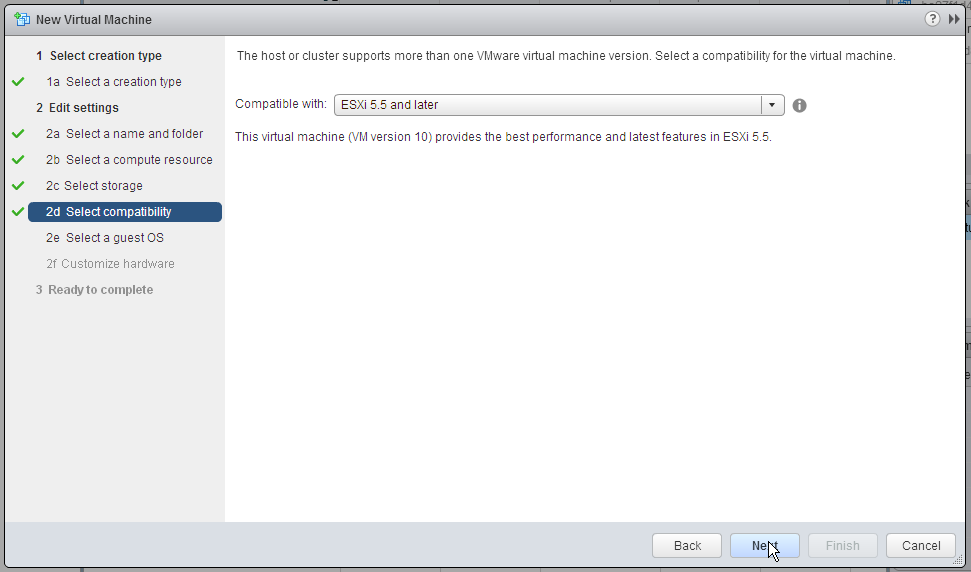 New Virtual Machine
?
1 Select creation type
1a Select a creation type
2 Edit settings
2a Select a name and folder
2b Select a compute resource
2c Select storage
2d Select compatibility
2e Select a guest OS
2f Customize hardware
3 Ready to complete
The host or cluster supports more than one VMware virtual machine version. Select a compatibility for the virtual machine.
Compatible with: ESXi 5.5 and later
This virtual machine (VM version 10) provides the best performance and latest features in ESXi 5.5.
Back Next Finish Cancel